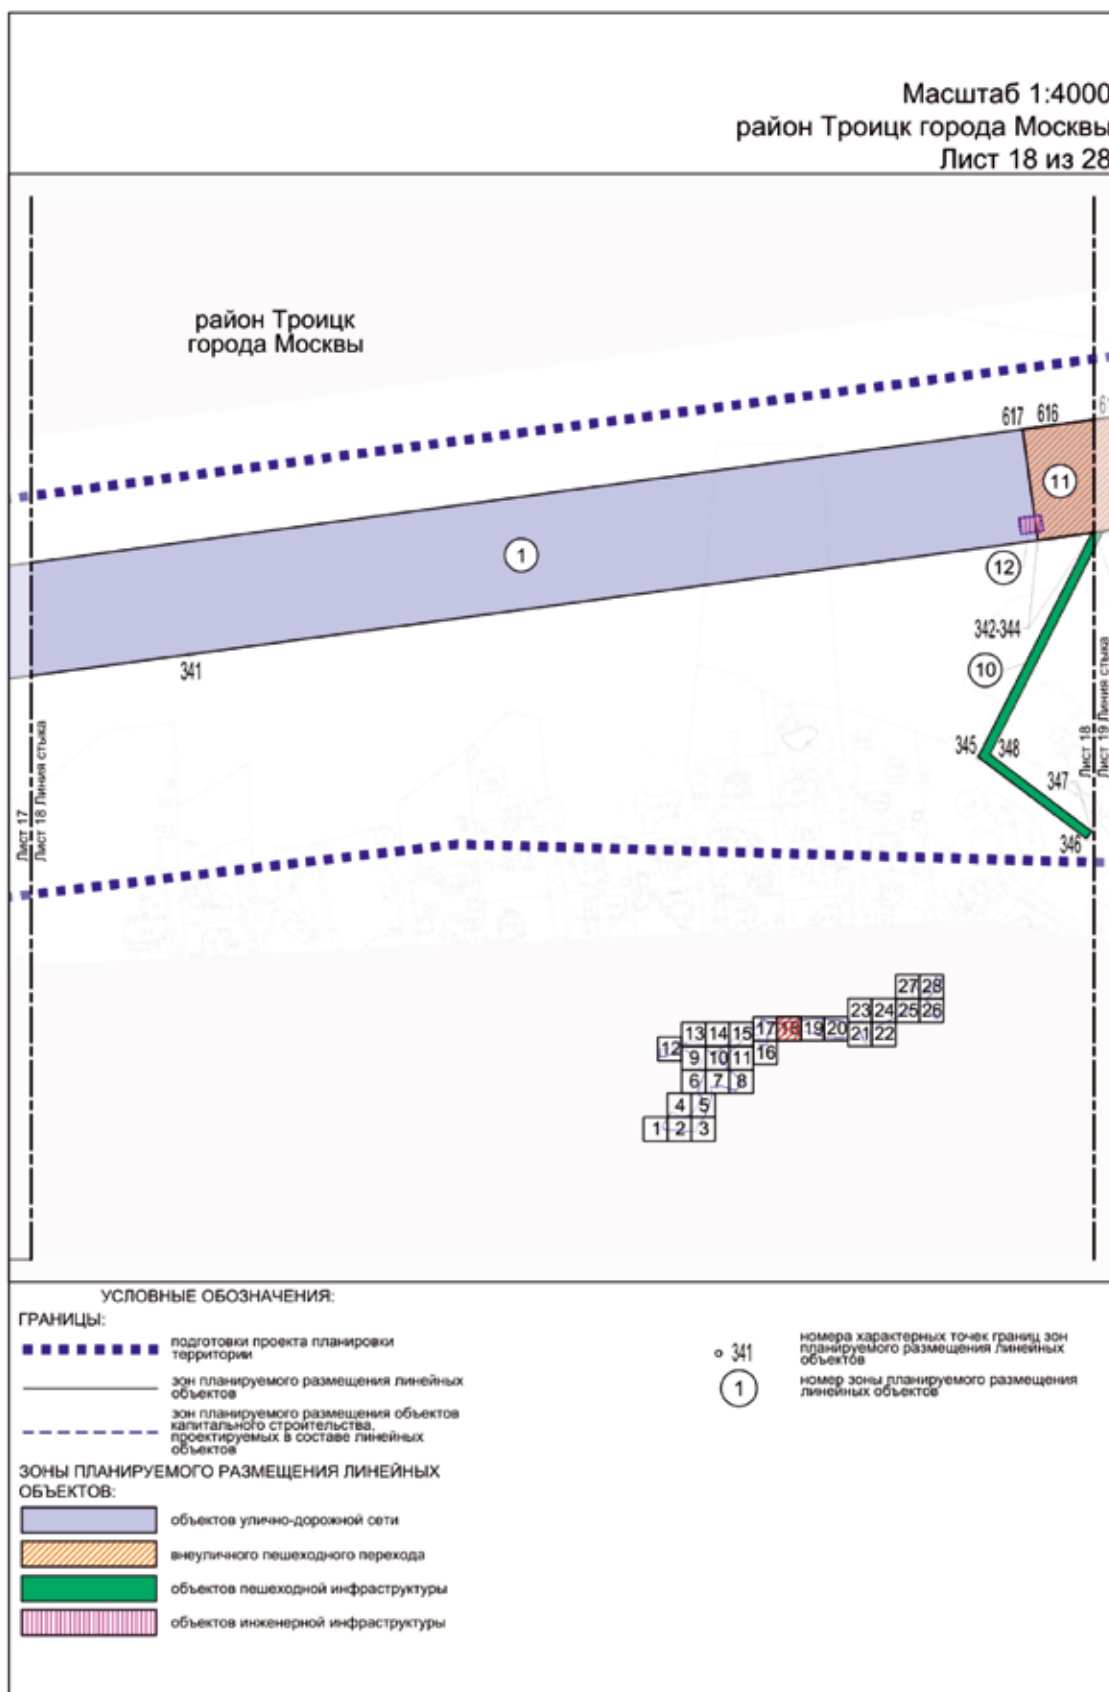 Масштаб 1:4000
район Троицк города Москвы
Лист 18 из 28
район Троицк
города Москвы
617 616
11
1
12
342-344
10
341
345 348
347
346
Лист 17
Лист 18 Линия стыка
Лист 18
Лист 19 Линия стыка
27 28
23 24 25 26
13 14 15 17 18 19 20 21 22
12 9 10 11 16
6 7 8
4 5
1 2 3
УСЛОВНЫЕ ОБОЗНАЧЕНИЯ:
ГРАНИЦЫ:
подготовки проекта планировки
территории
зон планируемого размещения линейных
объектов
зон планируемого размещения объектов
капитального строительства,
проектируемых в составе линейных
объектов
ЗОНЫ ПЛАНИРУЕМОГО РАЗМЕЩЕНИЯ ЛИНЕЙНЫХ
ОБЪЕКТОВ:
объектов улично-дорожной сети
внеуличного пешеходного перехода
объектов пешеходной инфраструктуры
объектов инженерной инфраструктуры
341
номера характерных точек границ зон
планируемого размещения линейных
объектов
1
номер зоны планируемого размещения
линейных объектов